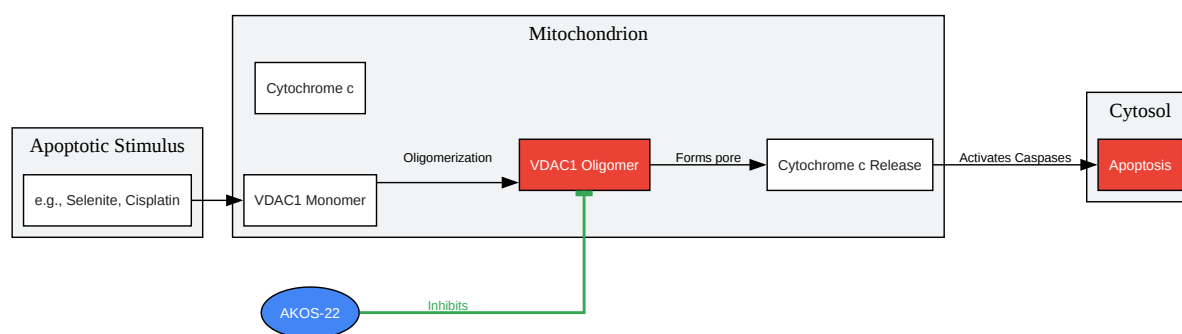 Mitochondrion
Cytochrome c
Apoptotic Stimulus
e.g., Selenite, Cisplatin
VDAC1 Monomer
Oligomerization
VDAC1 Oligomer
Forms pore
Cytochrome c Release
Activates Caspases
Cytosol
Apoptosis
AKOS-22
Inhibits